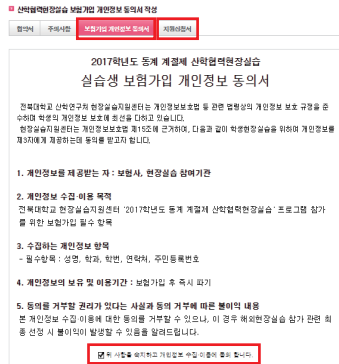 산학협력현장실습 보험가입 개인정보 동의서 작성
협약서 주의사항 보험가입 개인정보 동의서 지원신청서
2017학년도 동계 계절제 산학협력현장실습
실습생 보험가입 개인정보 동의서
전북대학교 산학연구처 현장실습지원센터는 개인정보보호법 등 관련 법령상의 개인정보 보호 규정을 준
수하며 학생의 개인정보 보호에 최선을 다하고 있습니다.
현장실습지원센터는 개인정보보호법 제15조에 근거하여, 다음과 같이 학생현장실습을 위하여 개인정보를
제3자에게 제공하는데 동의를 받고자 합니다.
1. 개인정보를 제공받는 자 : 보험사, 현장실습 참여기관
2. 개인정보 수집·이용 목적
전북대학교 현장실습지원센터 '2017학년도 동계 계절제 산학협력현장실습' 프로그램 참가
를 위한 보험가입 필수 항목
3. 수집하는 개인정보 항목
- 필수항목 : 성명, 학과, 학번, 연락처, 주민등록번호
4. 개인정보의 보유 및 이용기간 : 보험가입 후 즉시 파기
5. 동의를 거부할 권리가 있다는 사실과 동의 거부에 따른 불이익 내용
본 개인정보 수집·이용에 대한 동의를 거부할 수 있으나, 이 경우 해외현장실습 참가 관련 최
종 선정 시 불이익이 발생할 수 있음을 알려드립니다.
위 사항을 숙지하고 개인정보 수집·이용에 동의 합니다.